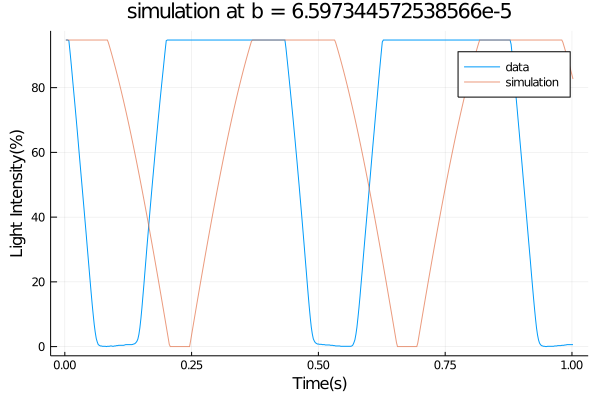 simulation at b = 6.597344572538566e-5
data
simulation
Light Intensity(%)
80
60
40
20
0
0.00
0.25
0.50
0.75
1.00
Time(s)